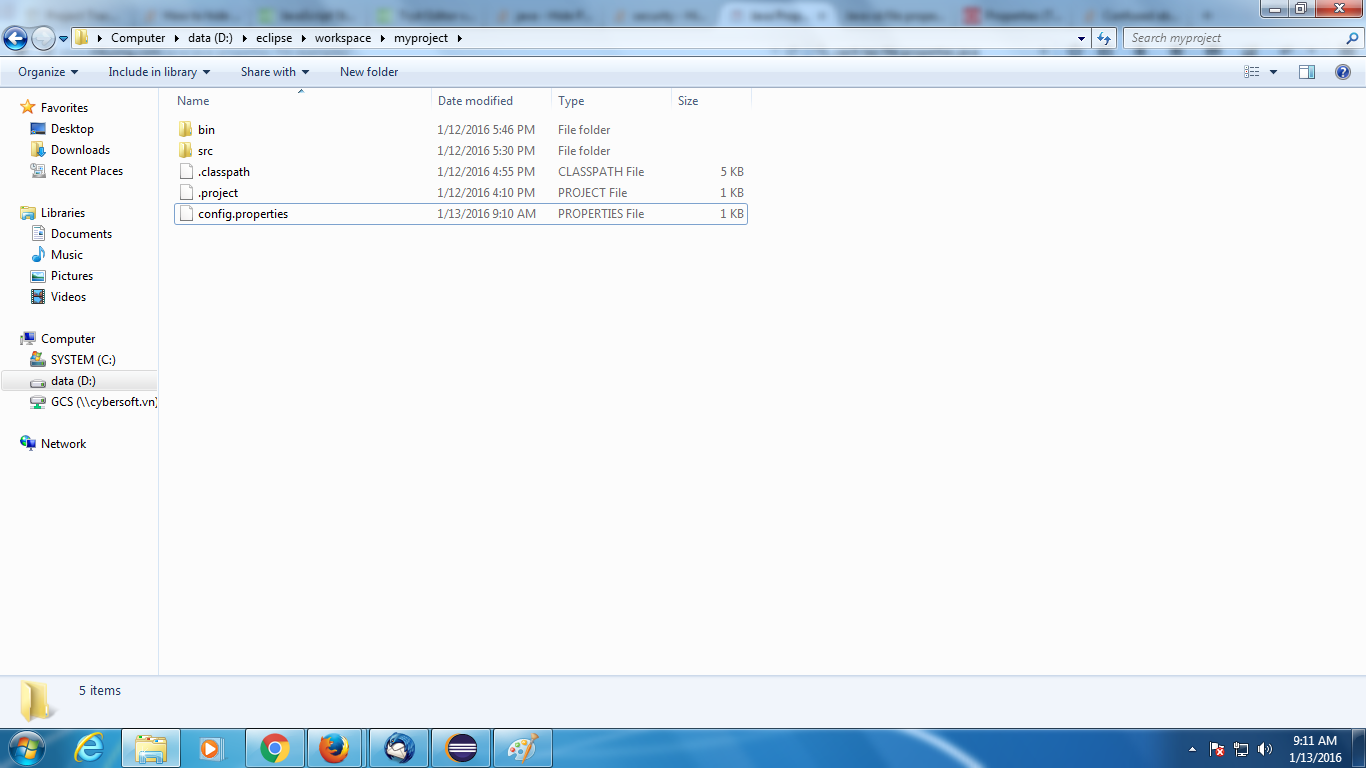 Computer data (D:) eclipse workspace myproject
Search myproject
Organize Include in library Share with New folder
Name Date modified Type Size
Favorites
Desktop
Downloads
Recent Places
Libraries
Documents
Music
Pictures
Videos
Computer
SYSTEM (C:)
data (D:)
GCS (\\cybersoft.vn)
Network
bin 1/12/2016 5:46 PM File folder
src 1/12/2016 5:30 PM File folder
.classpath 1/12/2016 4:55 PM CLASSPATH File 5 KB
.project 1/12/2016 4:10 PM PROJECT File 1 KB
config.properties 1/13/2016 9:10 AM PROPERTIES File 1 KB
5 items
9:11 AM
1/13/2016